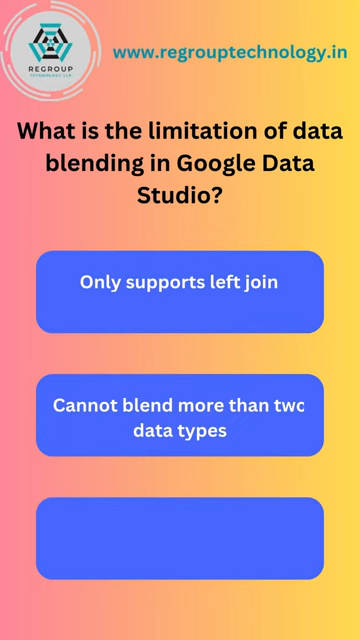 REGROUP
TECHNOLOGY LLP
www.regrouptechnology.in
What is the limitation of data
blending in Google Data
Studio?
Only supports left join
Cannot blend more than two
data types